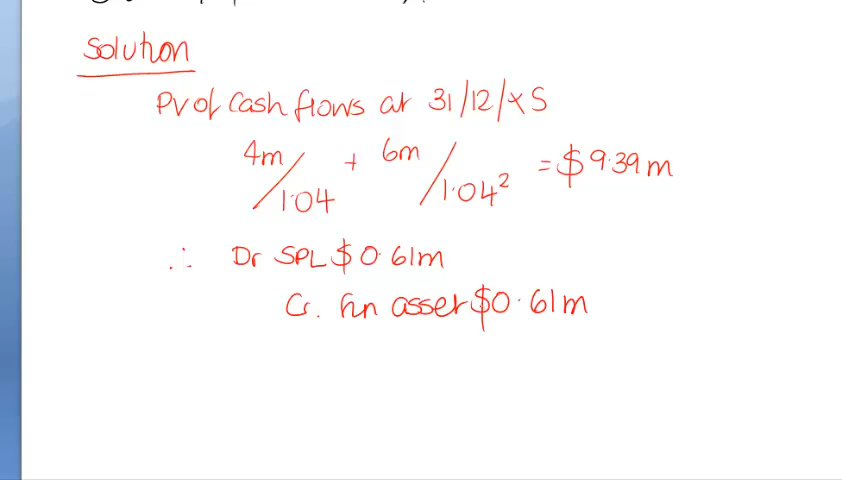 Solution
PV of Cash flows at 31/12/x5
4m/1.04 + 6m/1.04² = $9.39m
∴ Dr SPL $0.61m
Cr. Fin asset $0.61m